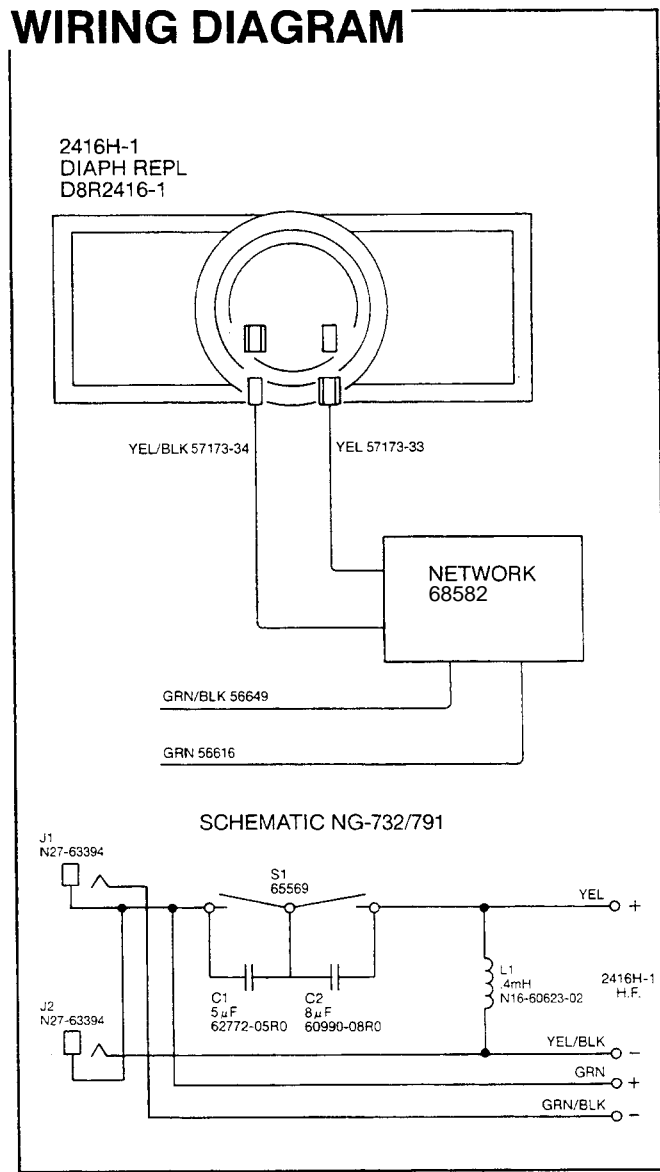 WIRING DIAGRAM
2416H-1
DIAPH REPL
D8R2416-1
YEL/BLK 57173-34
YEL 57173-33
NETWORK
68582
GRN/BLK 56649
GRN 56616
SCHEMATIC NG-732/791
J1
N27-63394
S1
65569
YEL
+
C1
5µF
62772-05R0
C2
8µF
60990-08R0
L1
.4mH
N16-60623-02
2416H-1
H.F.
J2
N27-63394
YEL/BLK
−
GRN
+
GRN/BLK
−